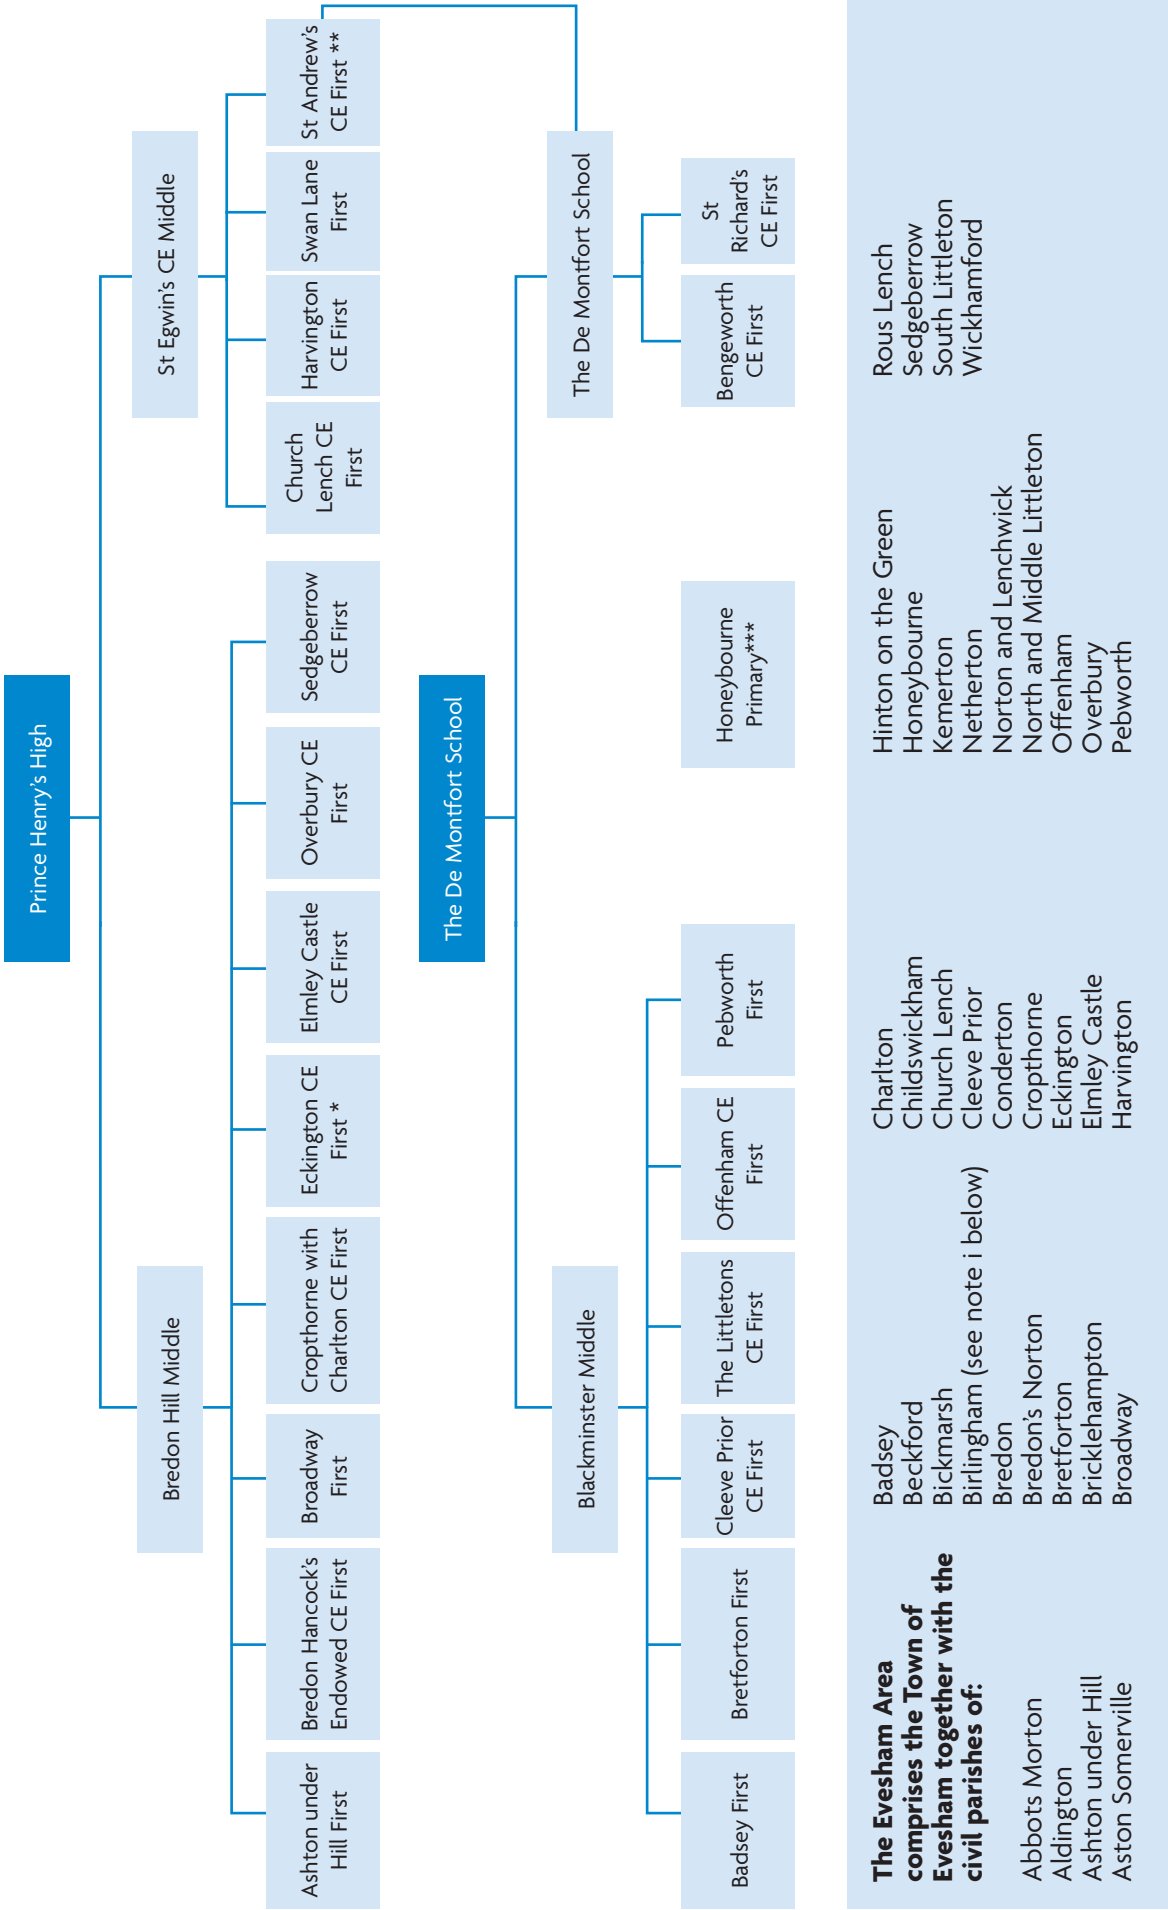 Prince Henry's High
Bredon Hill Middle
St Egwin's CE Middle
Ashton under
Hill First
Bredon Hancock's
Endowed CE First
Broadway
First
Cropthorne with
Charlton CE First
Eckington CE
First *
Elmley Castle
CE First
Overbury CE
First
Sedgeberrow
CE First
Church
Lench CE
First
Harvington
CE First
Swan Lane
First
St Andrew's
CE First **
The De Montfort School
Blackminster Middle
The De Montfort School
Badsey First
Bretforton First
Cleeve Prior
CE First
The Littletons
CE First
Offenham CE
First
Pebworth
First
Honeybourne
Primary***
Bengeworth
CE First
St
Richard's
CE First
The Evesham Area
comprises the Town of
Evesham together with the
civil parishes of:
Abbots Morton
Aldington
Ashton under Hill
Aston Somerville
Badsey
Beckford
Bickmarsh
Birlingham (see note i below)
Bredon
Bredon's Norton
Bretforton
Bricklehampton
Broadway
Charlton
Childswickham
Church Lench
Cleeve Prior
Conderton
Cropthorne
Eckington
Elmley Castle
Harvington
Hinton on the Green
Honeybourne
Kemerton
Netherton
Norton and Lenchwick
North and Middle Littleton
Offenham
Overbury
Pebworth
Rous Lench
Sedgeberrow
South Littleton
Wickhamford